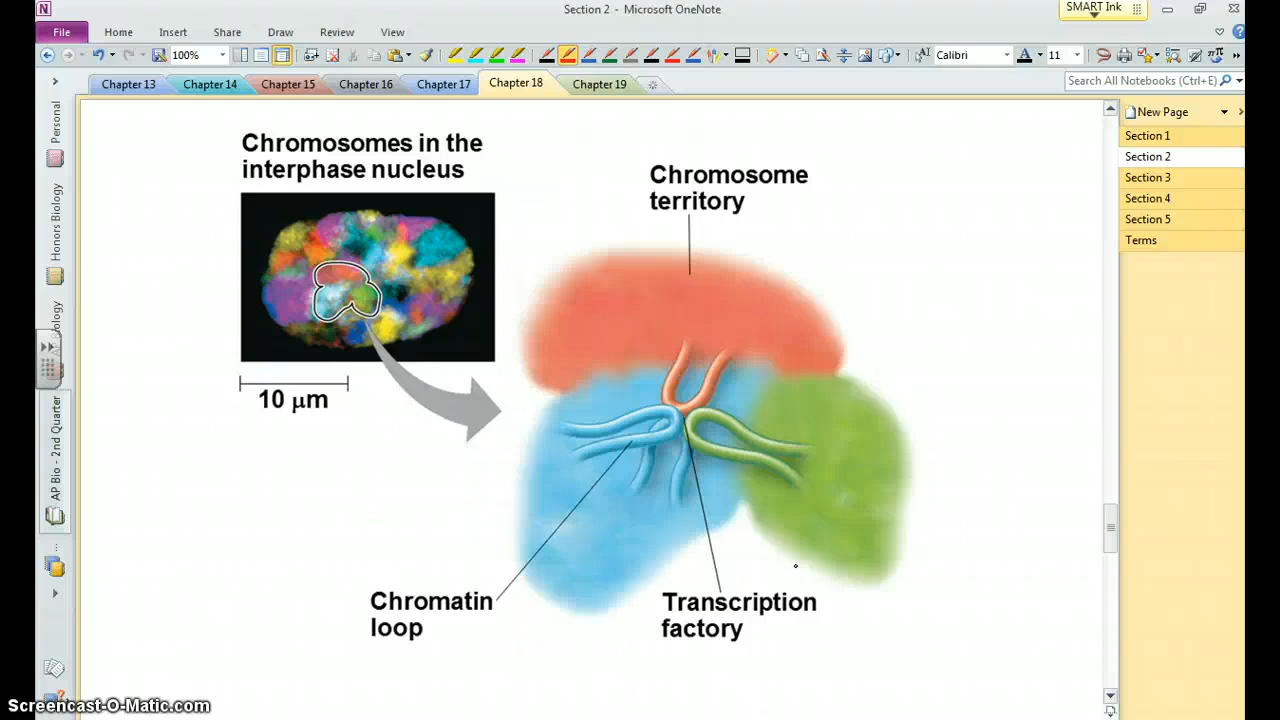 Section 2 - Microsoft OneNote
SMART Ink
File
Home
Insert
Share
Draw
Review
View
100%
Calibri
11
Chapter 13
Chapter 14
Chapter 15
Chapter 16
Chapter 17
Chapter 18
Chapter 19
Search All Notebooks (Ctrl+E)
New Page
Section 1
Section 2
Section 3
Section 4
Section 5
Terms
Personal
Honors Biology
AP Bio - 2nd Quarter
Chromosomes in the
interphase nucleus
10 μm
Chromosome
territory
Chromatin
loop
Transcription
factory
Screencast-O-Matic.com